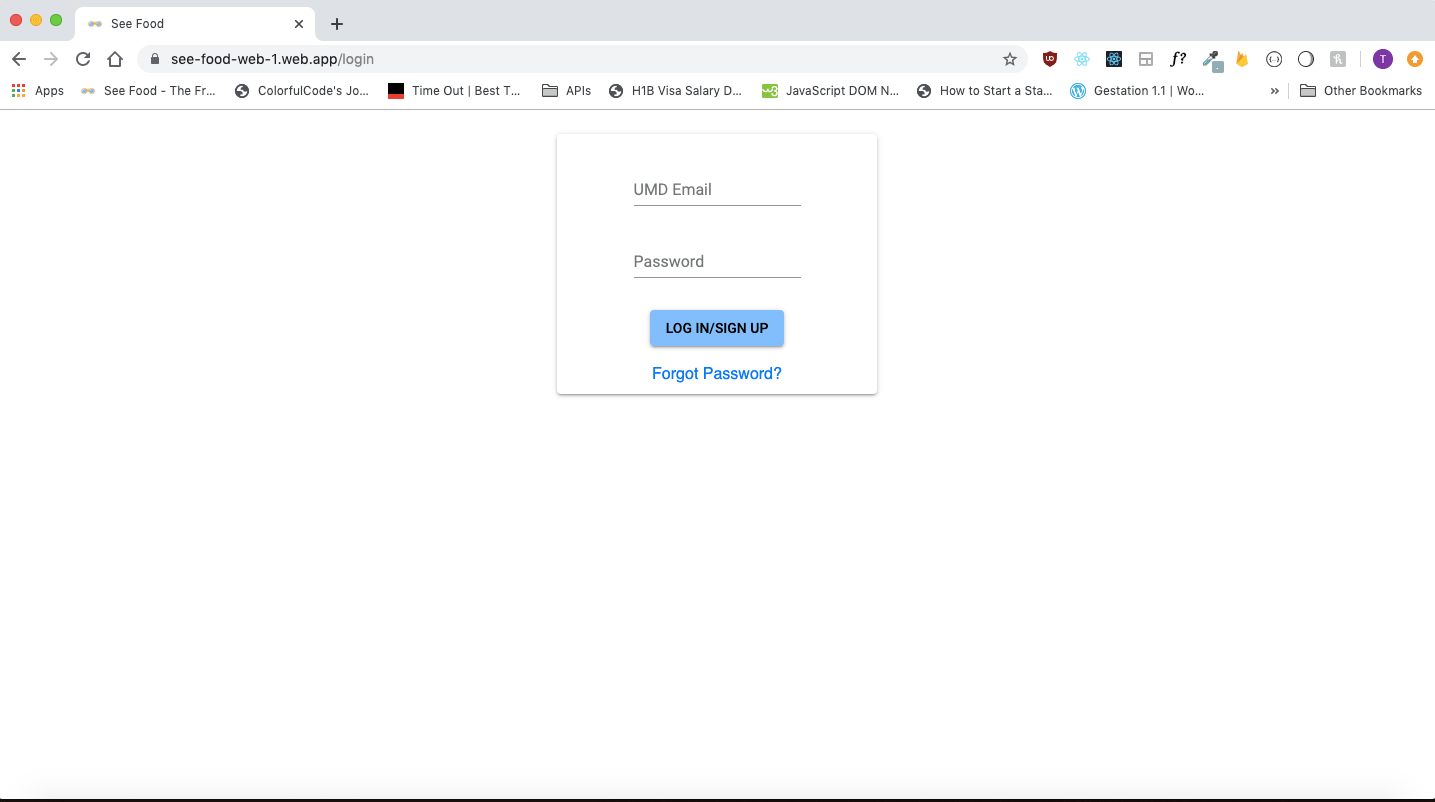 See Food
see-food-web-1.web.app/login
f?
T
Apps
See Food - The Fr...
ColorfulCode's Jo...
Time Out | Best T...
APIs
H1B Visa Salary D...
JavaScript DOM N...
How to Start a Sta...
Gestation 1.1 | Wo...
Other Bookmarks
UMD Email
Password
LOG IN/SIGN UP
Forgot Password?